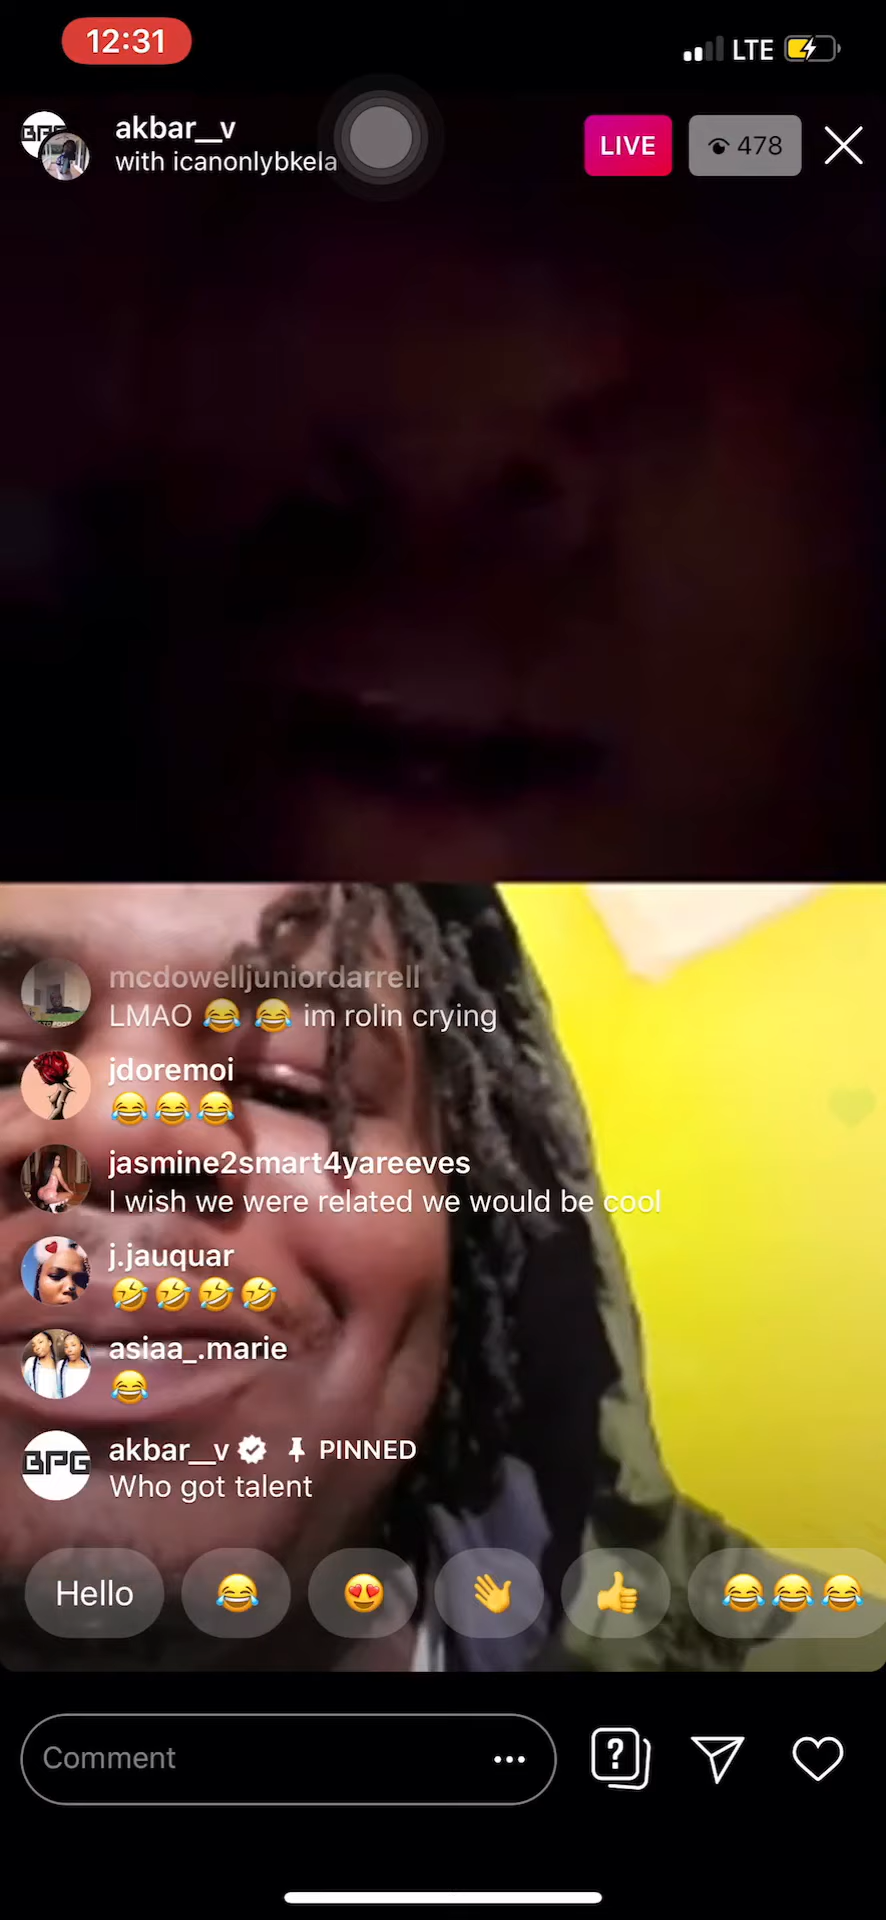 12:31
LTE
akbar__v
with icanonlybkela
LIVE
478
mcdowelljuniordarrell
LMAO 😂 😂 im rolin crying
jdoremoi
😂😂😂
jasmine2smart4yareeves
I wish we were related we would be cool
j.jauquar
🤣🤣🤣🤣
asiaa_.marie
😂
BPG
akbar__v PINNED
Who got talent
Hello 😂 😍 👋 👍 😂😂😂
Comment